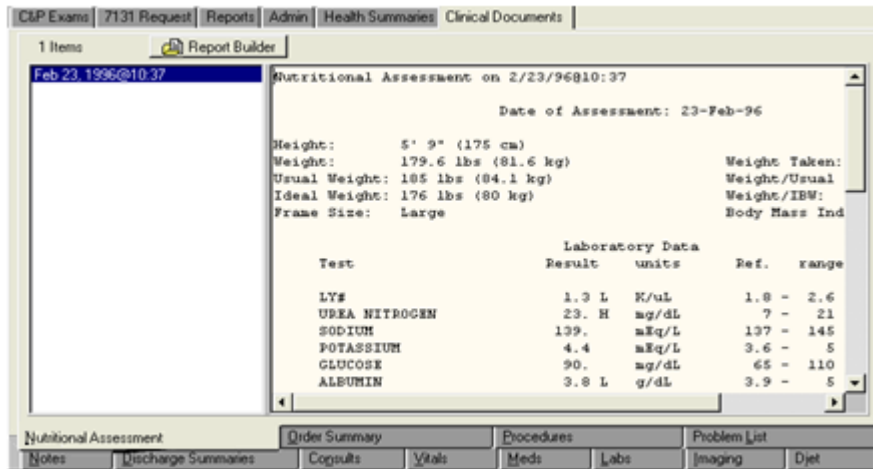 C&P Exams 7131 Request Reports Admin Health Summaries Clinical Documents
1 Items Report Builder
Feb 23, 1996@10:37
Nutritional Assessment on 2/23/96@10:37
Date of Assessment: 23-Feb-96
Height: 5' 9" (175 cm)
Weight: 179.6 lbs (81.6 kg) Weight Taken:
Usual Weight: 185 lbs (84.1 kg) Weight/Usual
Ideal Weight: 176 lbs (80 kg) Weight/IBW:
Frame Size: Large Body Mass Ind
Laboratory Data
Test Result units Ref. range
LY# 1.3 L K/uL 1.8 - 2.6
UREA NITROGEN 23. H mg/dL 7 - 21
SODIUM 139. mEq/L 137 - 145
POTASSIUM 4.4 mEq/L 3.6 - 5
GLUCOSE 90. mg/dL 65 - 110
ALBUMIN 3.8 L g/dL 3.9 - 5
Nutritional Assessment Order Summary Procedures Problem List
Notes Discharge Summaries Consults Vitals Meds Labs Imaging Diet